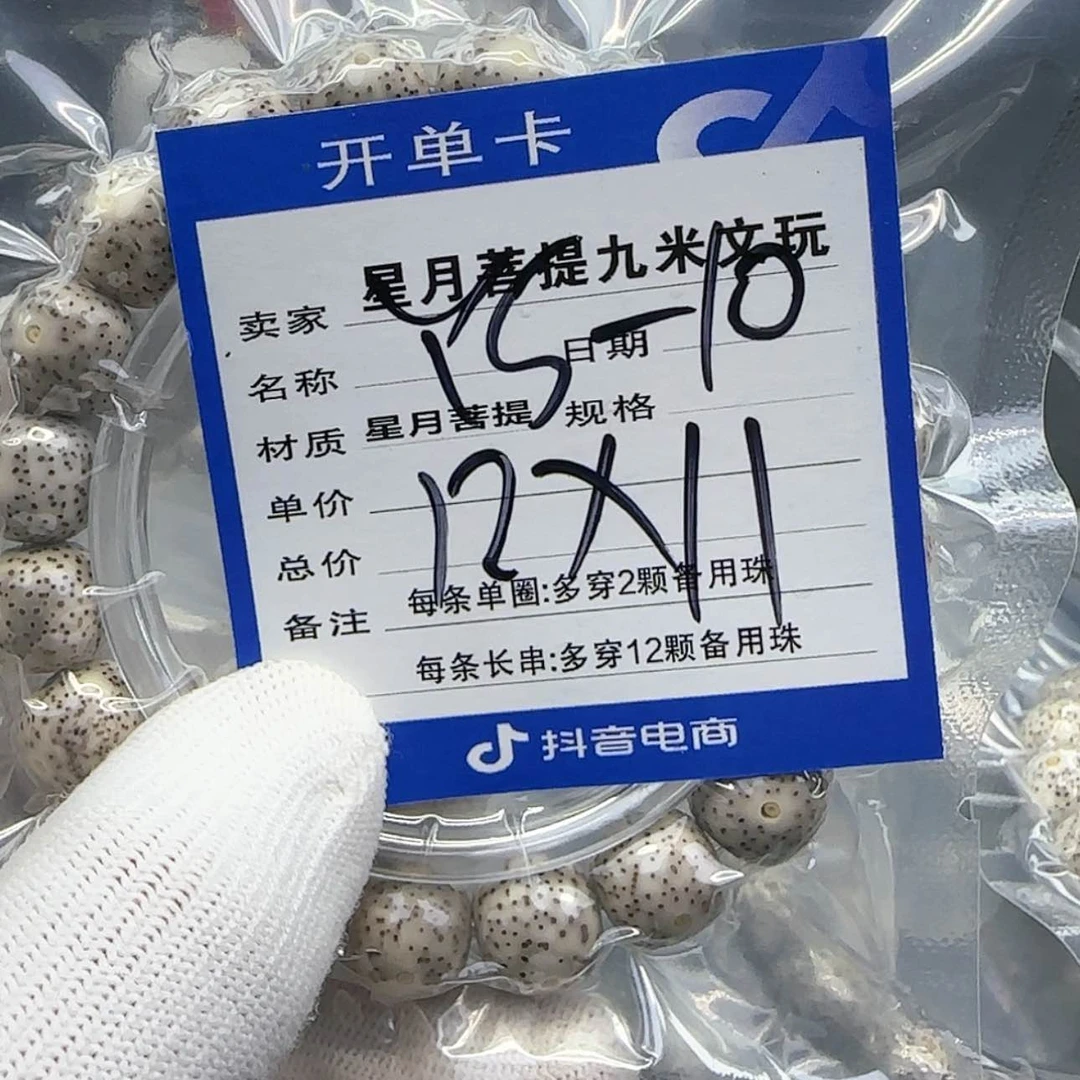 开单卡
卖家 星月菩提九米文玩
15-10
名称 日期
材质 星月菩提 规格
12X11
单价
总价
备注 每条单圈:多穿2颗备用珠
每条长串:多穿12颗备用珠
抖音电商